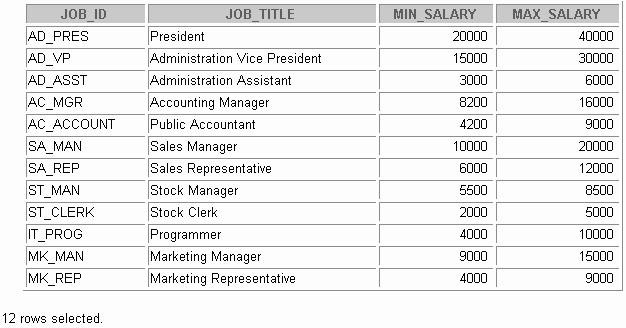 JOB_ID JOB_TITLE MIN_SALARY MAX_SALARY
AD_PRES President 20000 40000
AD_VP Administration Vice President 15000 30000
AD_ASST Administration Assistant 3000 6000
AC_MGR Accounting Manager 8200 16000
AC_ACCOUNT Public Accountant 4200 9000
SA_MAN Sales Manager 10000 20000
SA_REP Sales Representative 6000 12000
ST_MAN Stock Manager 5500 8500
ST_CLERK Stock Clerk 2000 5000
IT_PROG Programmer 4000 10000
MK_MAN Marketing Manager 9000 15000
MK_REP Marketing Representative 4000 9000
12 rows selected.